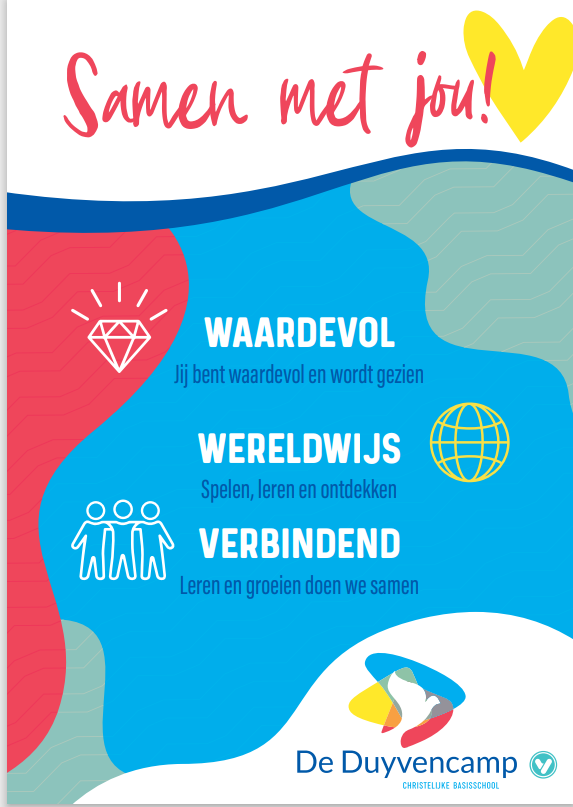 Samen met jou!
WAARDEVOL
Jij bent waardevol en wordt gezien
WERELDWIJS
Spelen, leren en ontdekken
VERBINDEND
Leren en groeien doen we samen
De Duyvencamp
CHRISTELIJKE BASISSCHOOL